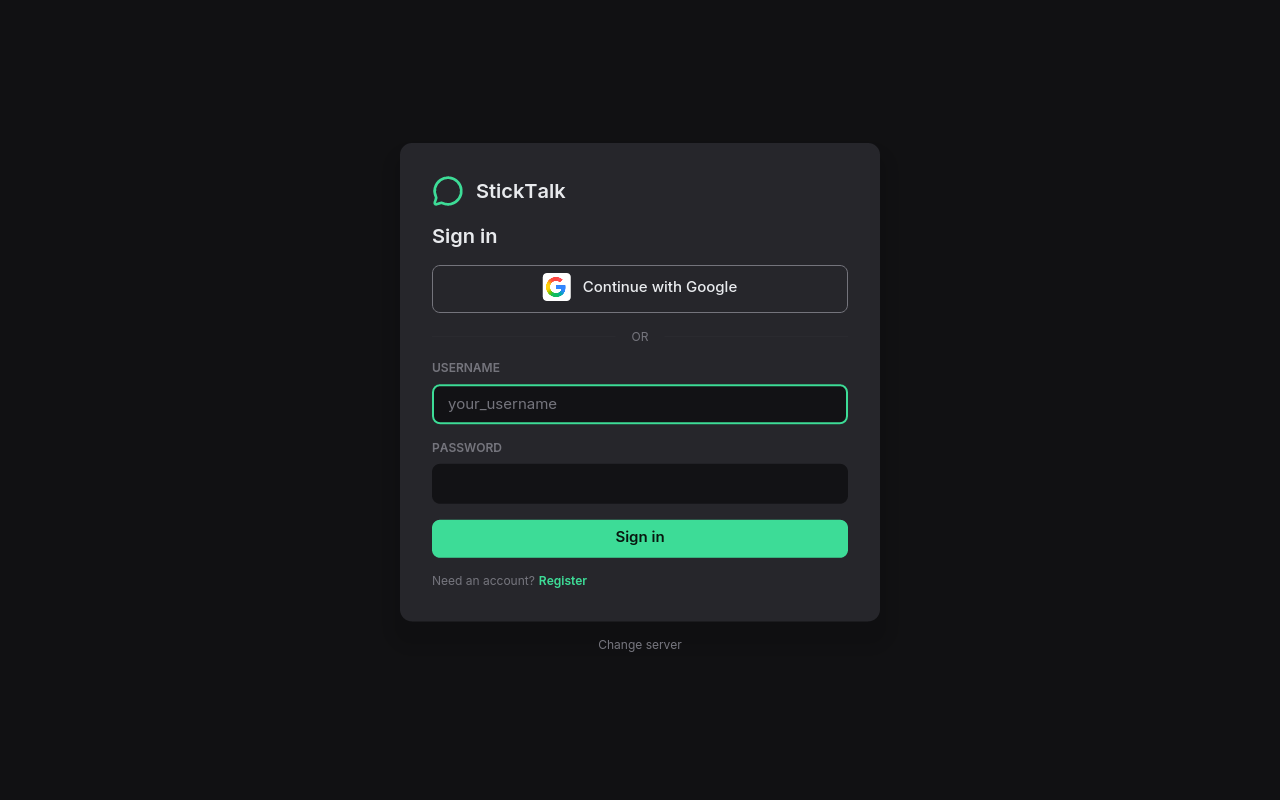 StickTalk
Sign in
Continue with Google
OR
USERNAME
your_username
PASSWORD
Sign in
Need an account? Register
Change server